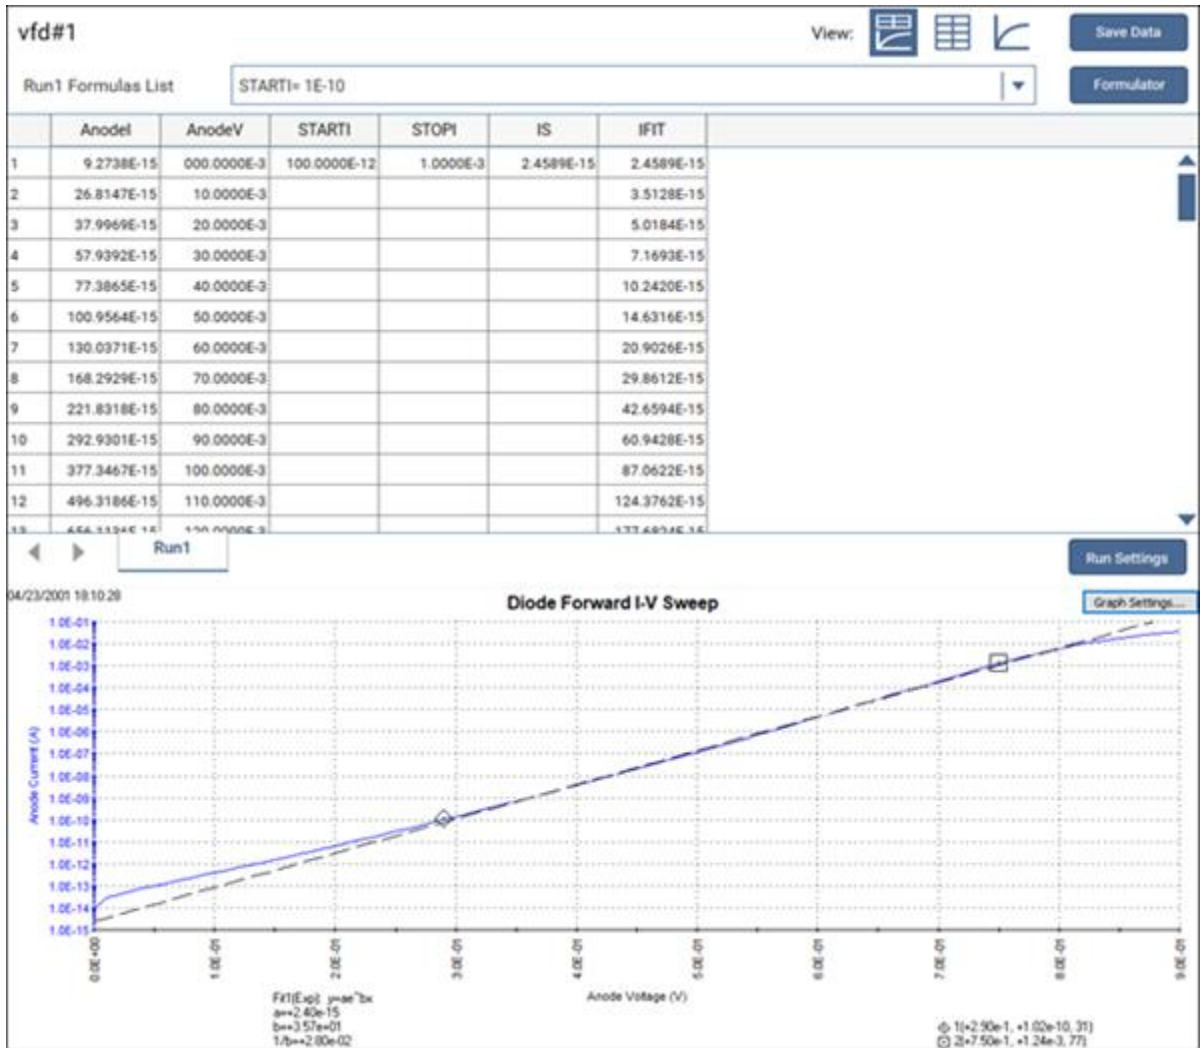 vfd#1 View: Save Data
Run1 Formulas List STARTI= 1E-10 Formulator
AnodeI AnodeV STARTI STOPI IS IFIT
1 9.2738E-15 000.0000E-3 100.0000E-12 1.0000E-3 2.4589E-15 2.4589E-15
2 26.8147E-15 10.0000E-3 3.5128E-15
3 37.9969E-15 20.0000E-3 5.0184E-15
4 57.9392E-15 30.0000E-3 7.1693E-15
5 77.3865E-15 40.0000E-3 10.2420E-15
6 100.9564E-15 50.0000E-3 14.6316E-15
7 130.0371E-15 60.0000E-3 20.9026E-15
8 168.2929E-15 70.0000E-3 29.8612E-15
9 221.8318E-15 80.0000E-3 42.6594E-15
10 292.9301E-15 90.0000E-3 60.9428E-15
11 377.3467E-15 100.0000E-3 87.0622E-15
12 496.3186E-15 110.0000E-3 124.3762E-15
Run1 Run Settings
04/23/2001 18:10:28 Diode Forward I-V Sweep Graph Settings...
1.0E-01
1.0E-02
1.0E-03
1.0E-04
1.0E-05
1.0E-06
1.0E-07
1.0E-08
1.0E-09
1.0E-10
1.0E-11
1.0E-12
1.0E-13
1.0E-14
1.0E-15
Anode Current (A)
0.0E+00 1.0E-01 2.0E-01 3.0E-01 4.0E-01 5.0E-01 6.0E-01 7.0E-01 8.0E-01 9.0E-01
Anode Voltage (V)
Fit1(Exp): y=ae^bx
a=+2.40e-15
b=+3.57e+01
1/b=+2.80e-02
1(+2.90e-1, +1.02e-10, 31)
2(+7.50e-1, +1.24e-3, 77)